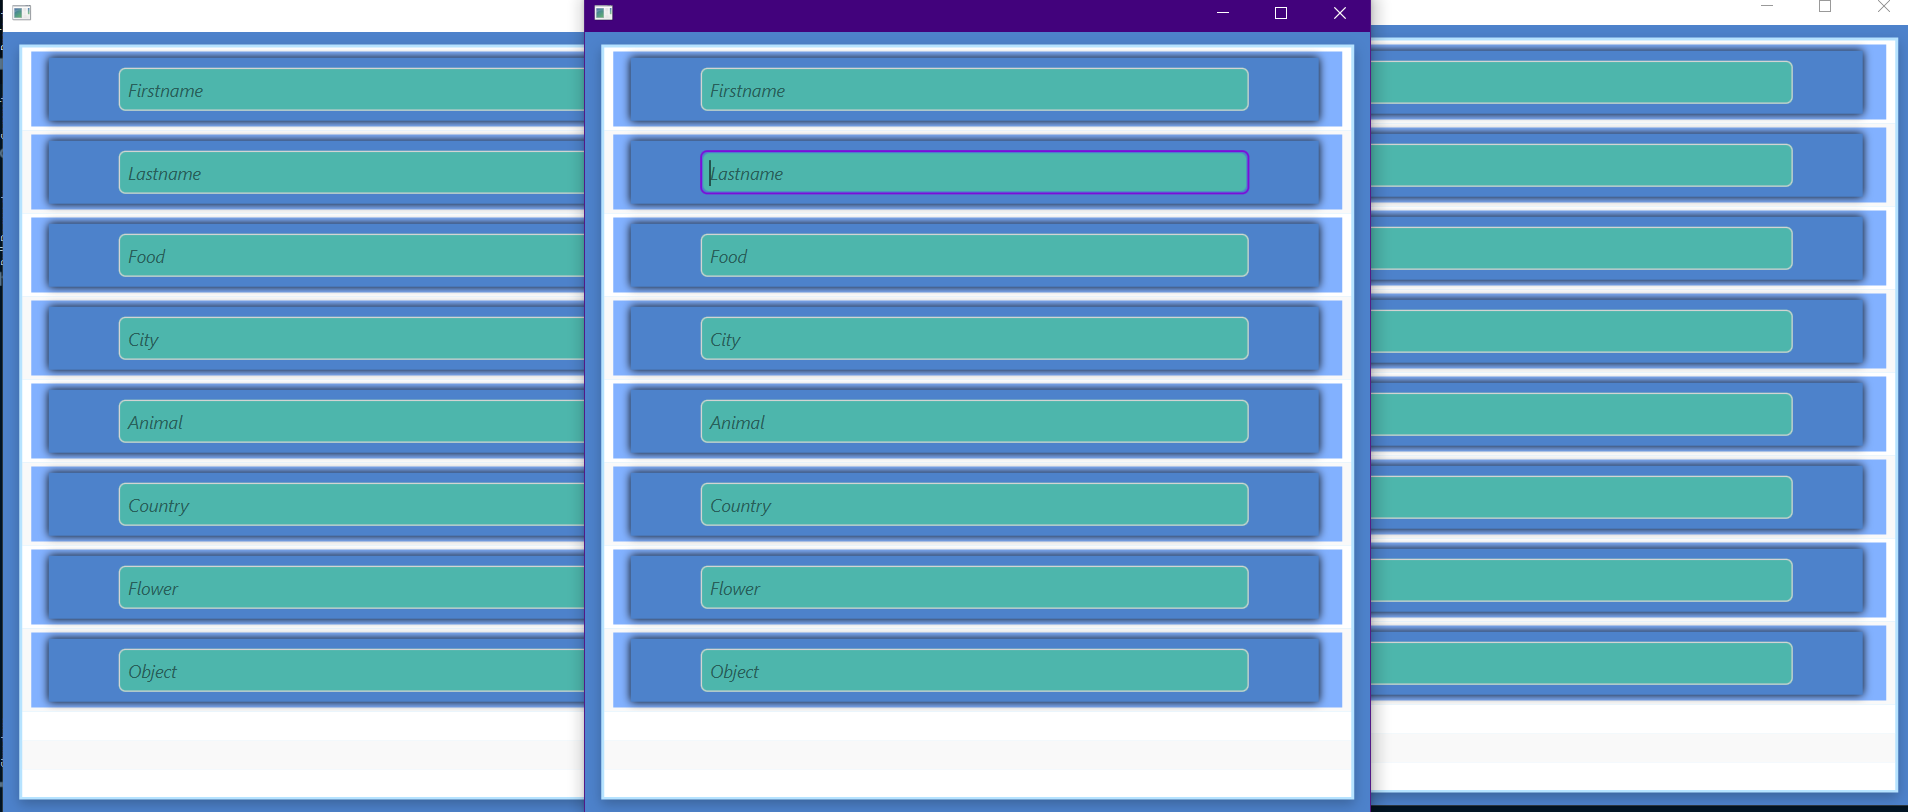 Firstname
Lastname
Food
City
Animal
Country
Flower
Object
Firstname
Lastname
Food
City
Animal
Country
Flower
Object